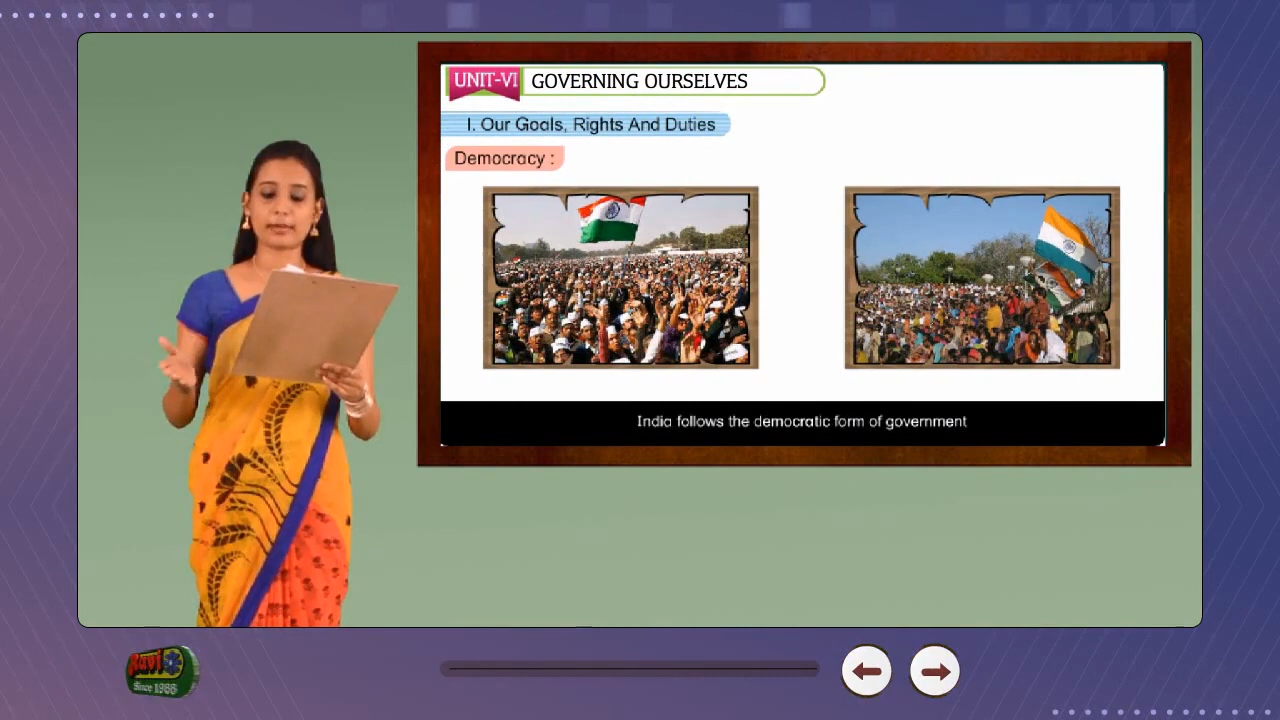 UNIT-VI GOVERNING OURSELVES
I. Our Goals, Rights And Duties
Democracy :
India follows the democratic form of government
Ravi
Since 1966